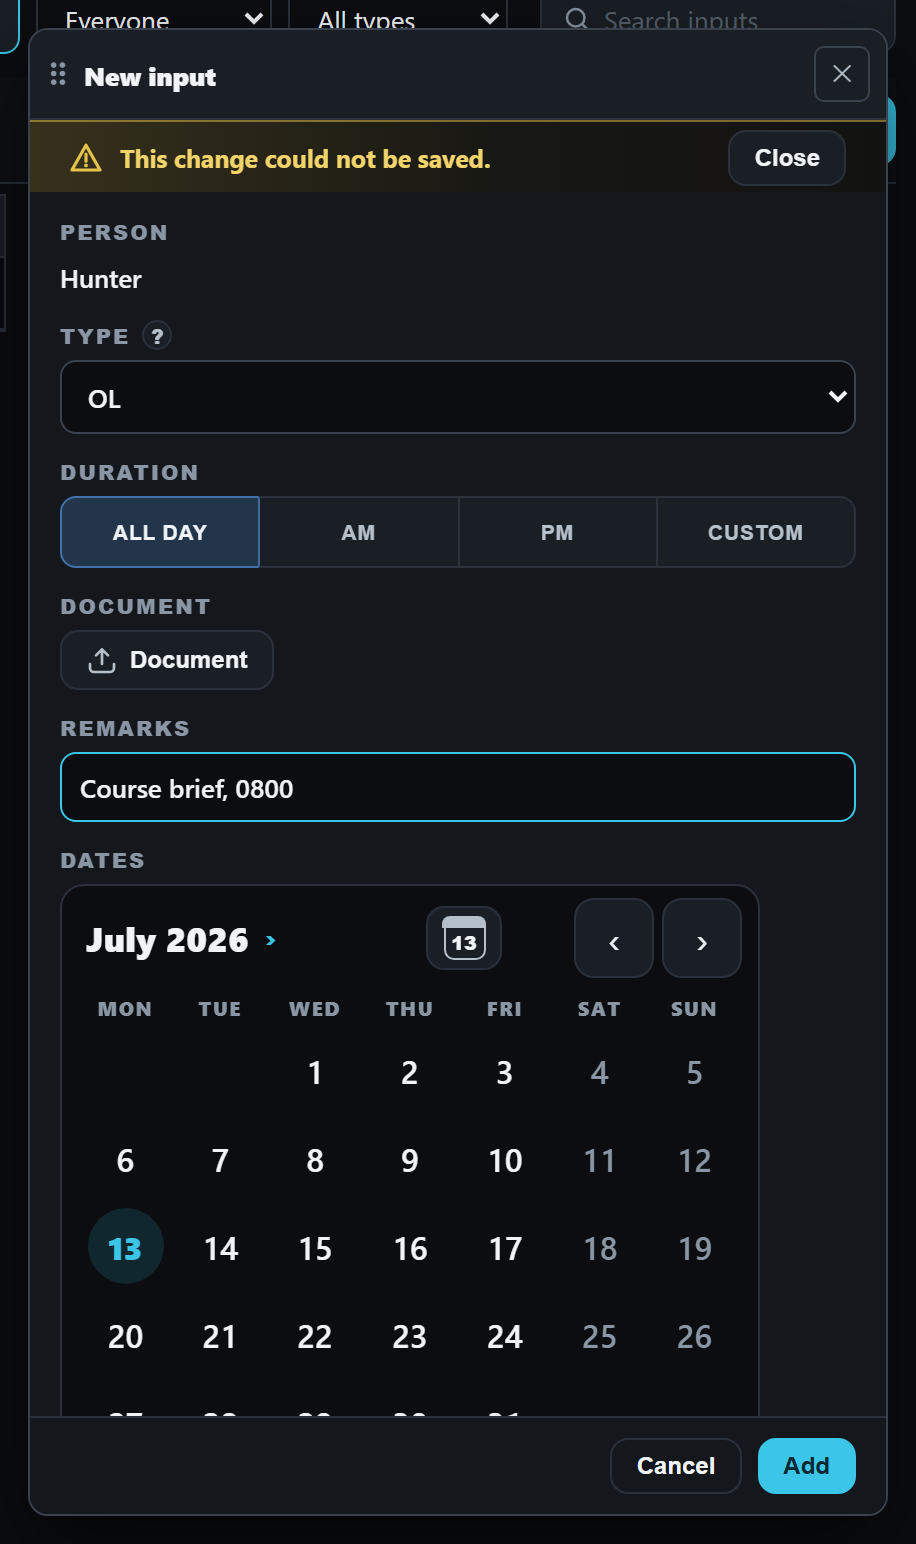 Everyone
All types
Search inputs
New input
This change could not be saved.
Close
PERSON
Hunter
TYPE ?
OL
DURATION
ALL DAY AM PM CUSTOM
DOCUMENT
Document
REMARKS
Course brief, 0800
DATES
July 2026 › 13 ‹ ›
MON TUE WED THU FRI SAT SUN
1 2 3 4 5
6 7 8 9 10 11 12
13 14 15 16 17 18 19
20 21 22 23 24 25 26
Cancel Add